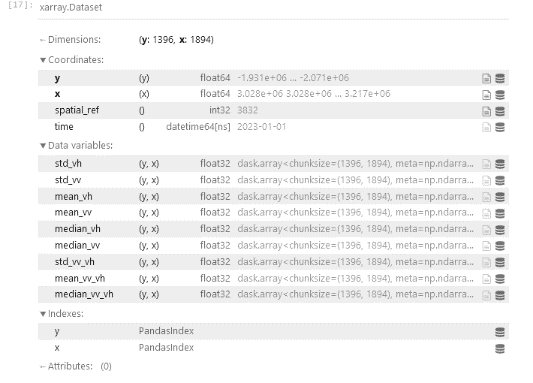 [17]: xarray.Dataset
Dimensions: (y: 1396, x: 1894)
Coordinates:
y (y) float64 -1.931e+06 ... -2.071e+06
x (x) float64 3.028e+06 3.028e+06 ... 3.217e+06
spatial_ref () int32 3832
time () datetime64[ns] 2023-01-01
Data variables:
std_vh (y, x) float32 dask.array<chunksize=(1396, 1894), meta=np.ndarra...
std_vv (y, x) float32 dask.array<chunksize=(1396, 1894), meta=np.ndarra...
mean_vh (y, x) float32 dask.array<chunksize=(1396, 1894), meta=np.ndarra...
mean_vv (y, x) float32 dask.array<chunksize=(1396, 1894), meta=np.ndarra...
median_vh (y, x) float32 dask.array<chunksize=(1396, 1894), meta=np.ndarra...
median_vv (y, x) float32 dask.array<chunksize=(1396, 1894), meta=np.ndarra...
std_vv_vh (y, x) float32 dask.array<chunksize=(1396, 1894), meta=np.ndarra...
mean_vv_vh (y, x) float32 dask.array<chunksize=(1396, 1894), meta=np.ndarra...
median_vv_vh (y, x) float32 dask.array<chunksize=(1396, 1894), meta=np.ndarra...
Indexes:
y PandasIndex
x PandasIndex
Attributes: (0)